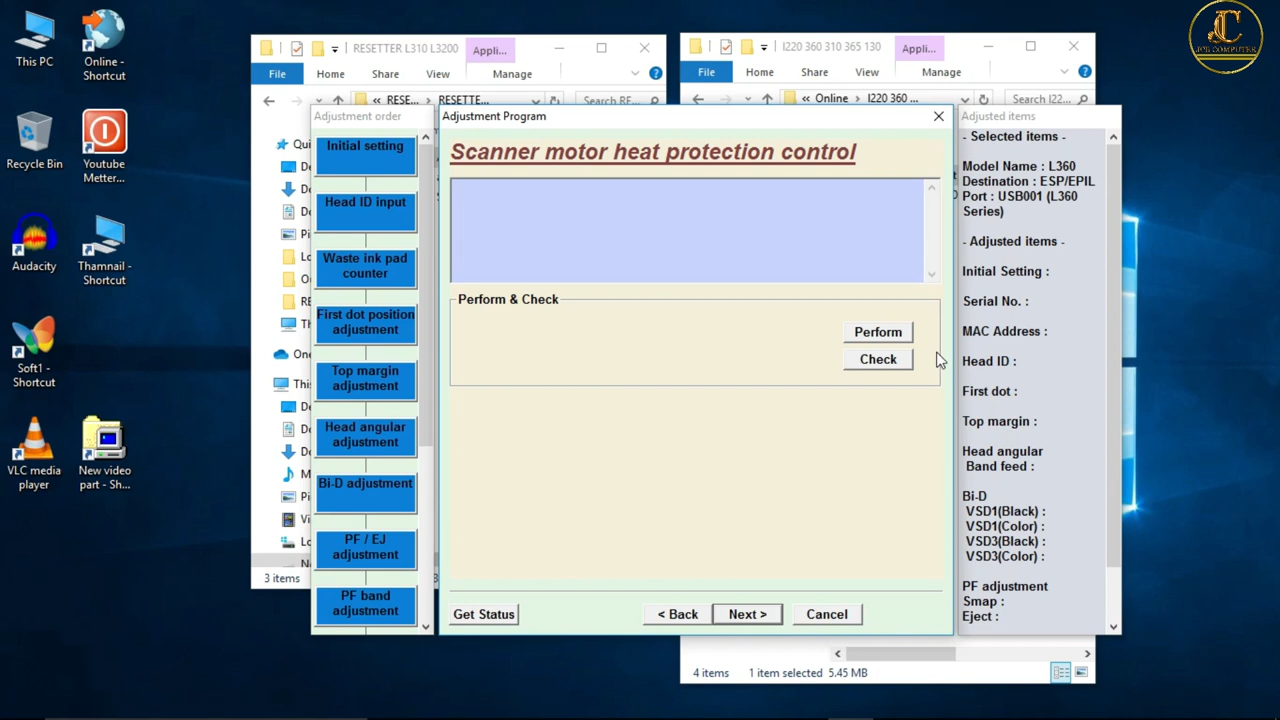 This PC
Online -
Shortcut
Recycle Bin
Youtube
Metter...
Audacity
Thamnail -
Shortcut
Soft1 -
Shortcut
VLC media
player
New video
part - Sh...
RESETTER L310 L3200
Appli...
File
Home
Share
View
Manage
« RESE...
RESETTE...
Search RE...
3 items
I220 360 310 365 130
Appli...
File
Home
Share
View
Manage
« Online
I220 360 ...
Search I22...
4 items
1 item selected 5.45 MB
JCB COMPUTER
Adjustment order
Initial setting
Head ID input
Waste ink pad
counter
First dot position
adjustment
Top margin
adjustment
Head angular
adjustment
Bi-D adjustment
PF / EJ
adjustment
PF band
adjustment
Adjustment Program
Scanner motor heat protection control
Perform & Check
Perform
Check
Get Status
< Back
Next >
Cancel
Adjusted items
- Selected items -
Model Name : L360
Destination : ESP/EPIL
Port : USB001 (L360
Series)
- Adjusted items -
Initial Setting :
Serial No. :
MAC Address :
Head ID :
First dot :
Top margin :
Head angular
Band feed :
Bi-D
VSD1(Black) :
VSD1(Color) :
VSD3(Black) :
VSD3(Color) :
PF adjustment
Smap :
Eject :